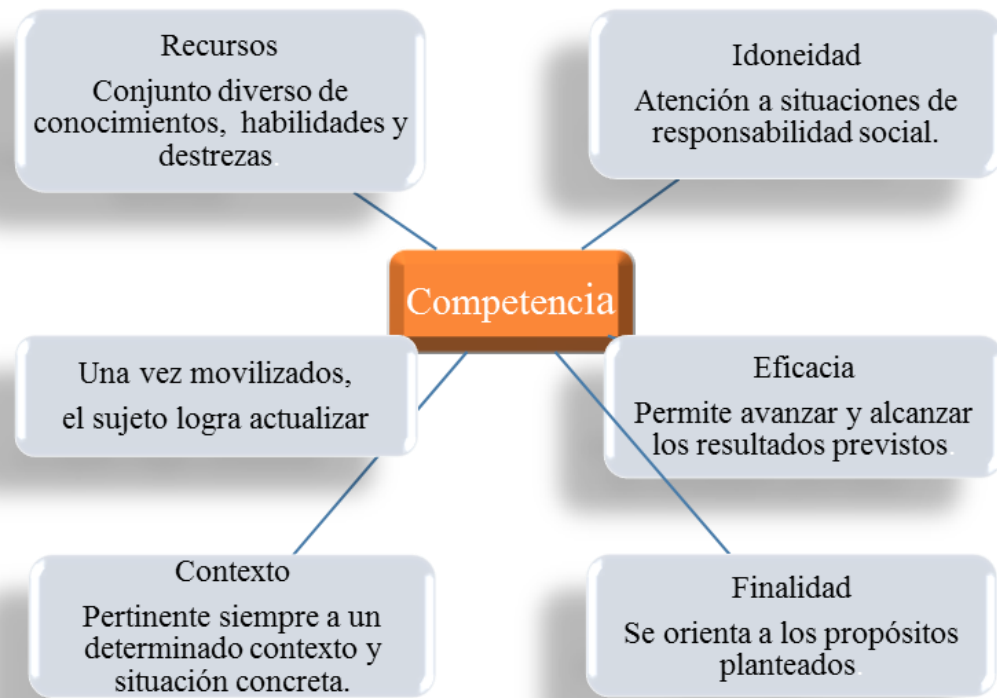 Recursos
Conjunto diverso de
conocimientos, habilidades y
destrezas.
Idoneidad
Atención a situaciones de
responsabilidad social.
Competencia
Una vez movilizados,
el sujeto logra actualizar
Eficacia
Permite avanzar y alcanzar
los resultados previstos.
Contexto
Pertinente siempre a un
determinado contexto y
situación concreta.
Finalidad
Se orienta a los propósitos
planteados.